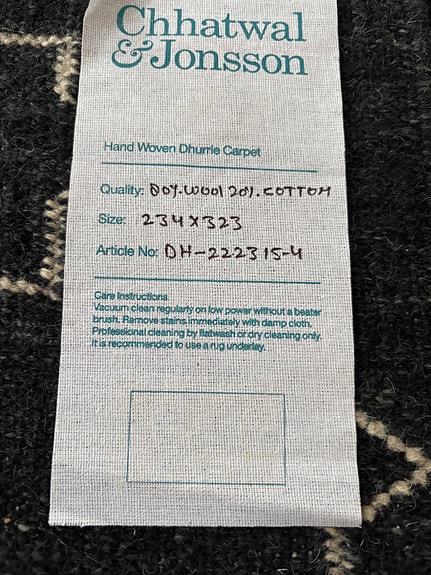 Chhatwal
& Jonsson
Hand Woven Dhurrie Carpet
Quality: 80%.WOOl 20%.COTTOM
Size: 234X323
Article No: DH-222315-4
Care Instructions
Vacuum clean regularly on low power without a beater
brush. Remove stains immediately with damp cloth.
Professional cleaning by flatwash or dry cleaning only.
It is recommended to use a rug underlay.